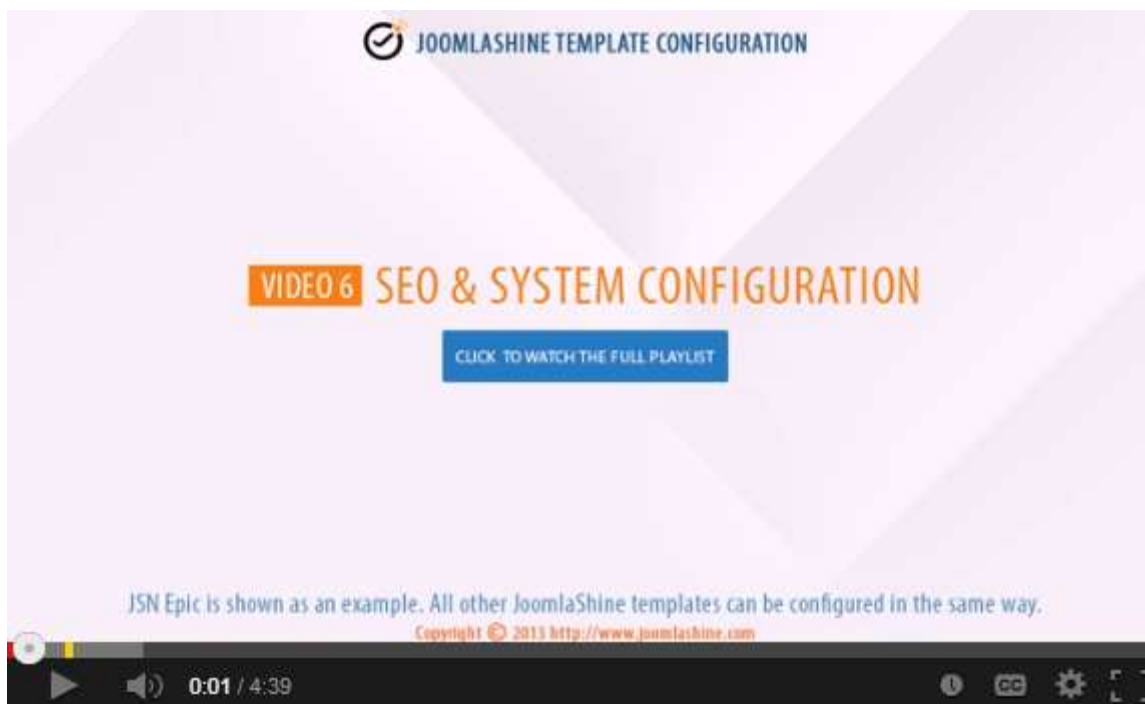 JOOMLASHINE TEMPLATE CONFIGURATION
VIDEO 6 SEO & SYSTEM CONFIGURATION
CLICK TO WATCH THE FULL PLAYLIST
JSN Epic is shown as an example. All other JoomlaShine templates can be configured in the same way.
Copyright © 2013 http://www.joomlashine.com
0:01 / 4:39
CC